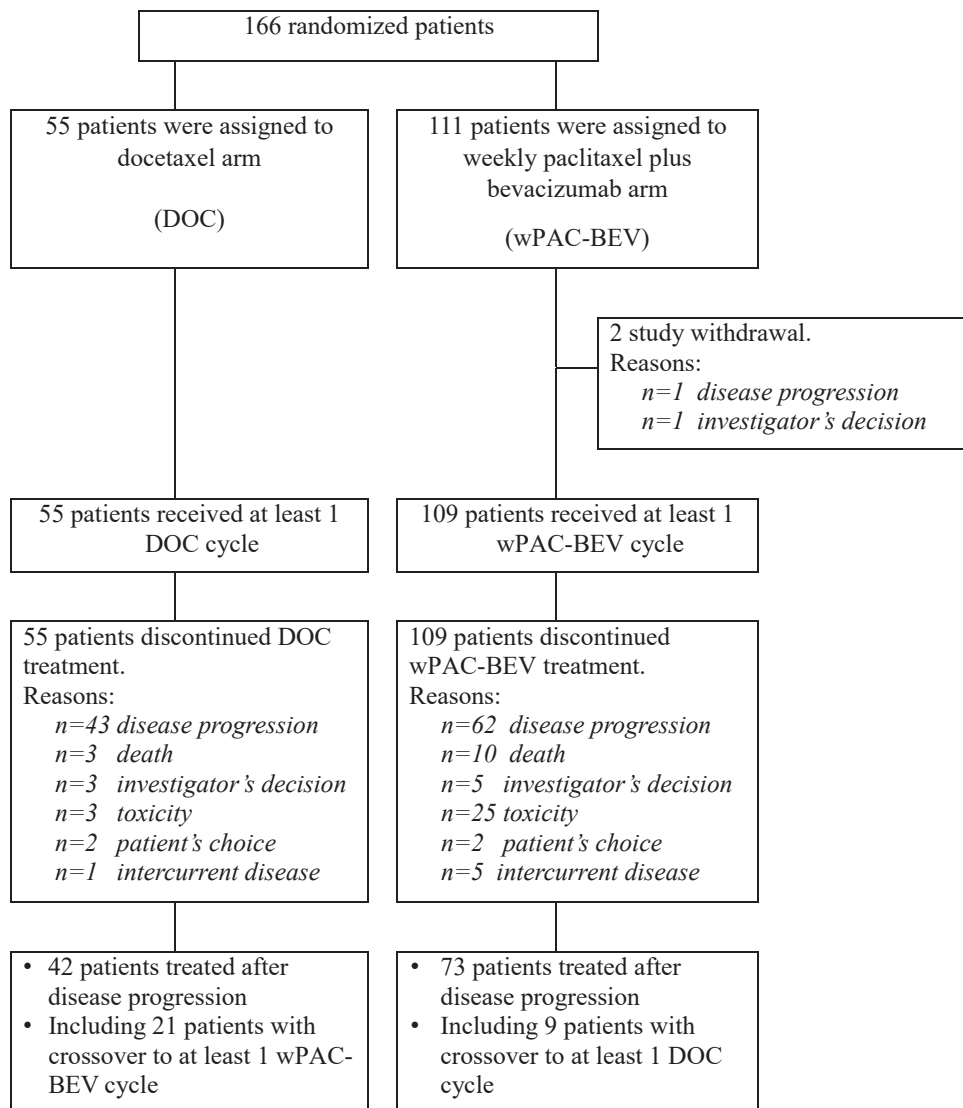 166 randomized patients
55 patients were assigned to
docetaxel arm
(DOC)
111 patients were assigned to
weekly paclitaxel plus
bevacizumab arm
(wPAC-BEV)
2 study withdrawal.
Reasons:
n=1 disease progression
n=1 investigator’s decision
55 patients received at least 1
DOC cycle
109 patients received at least 1
wPAC-BEV cycle
55 patients discontinued DOC
treatment.
Reasons:
n=43 disease progression
n=3 death
n=3 investigator’s decision
n=3 toxicity
n=2 patient’s choice
n=1 intercurrent disease
109 patients discontinued
wPAC-BEV treatment.
Reasons:
n=62 disease progression
n=10 death
n=5 investigator’s decision
n=25 toxicity
n=2 patient’s choice
n=5 intercurrent disease
• 42 patients treated after
disease progression
• Including 21 patients with
crossover to at least 1 wPAC-
BEV cycle
• 73 patients treated after
disease progression
• Including 9 patients with
crossover to at least 1 DOC
cycle